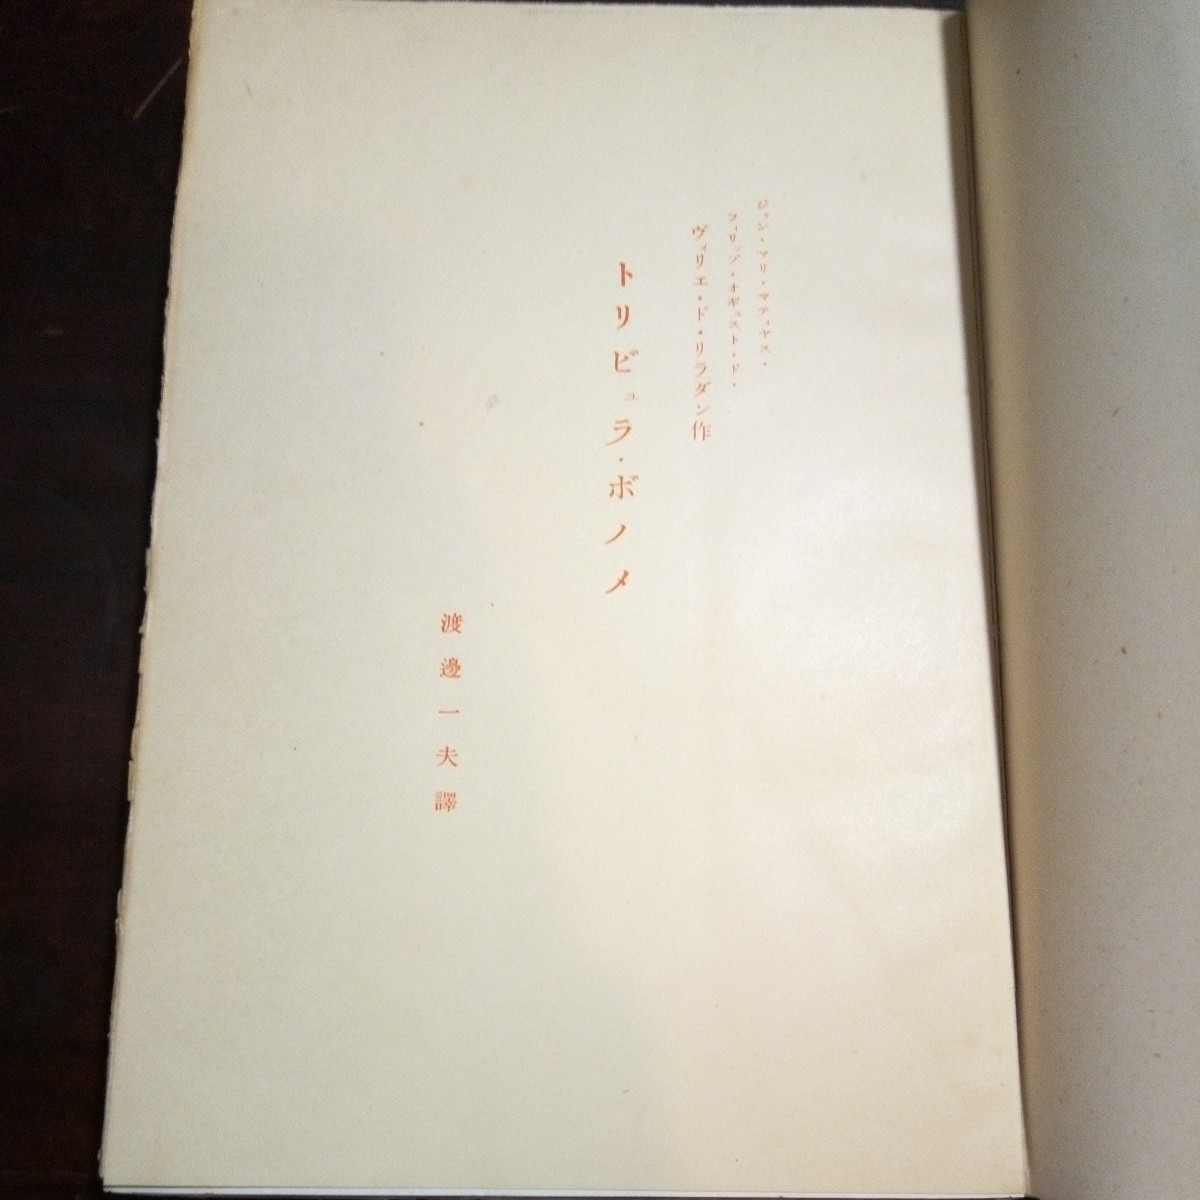 ジャン・マリ・マティヤス・
フィリップ・オギュスト・ド・
ヴィリエ・ド・リラダン作
トリビュラ・ボノメ
渡邊一夫譯